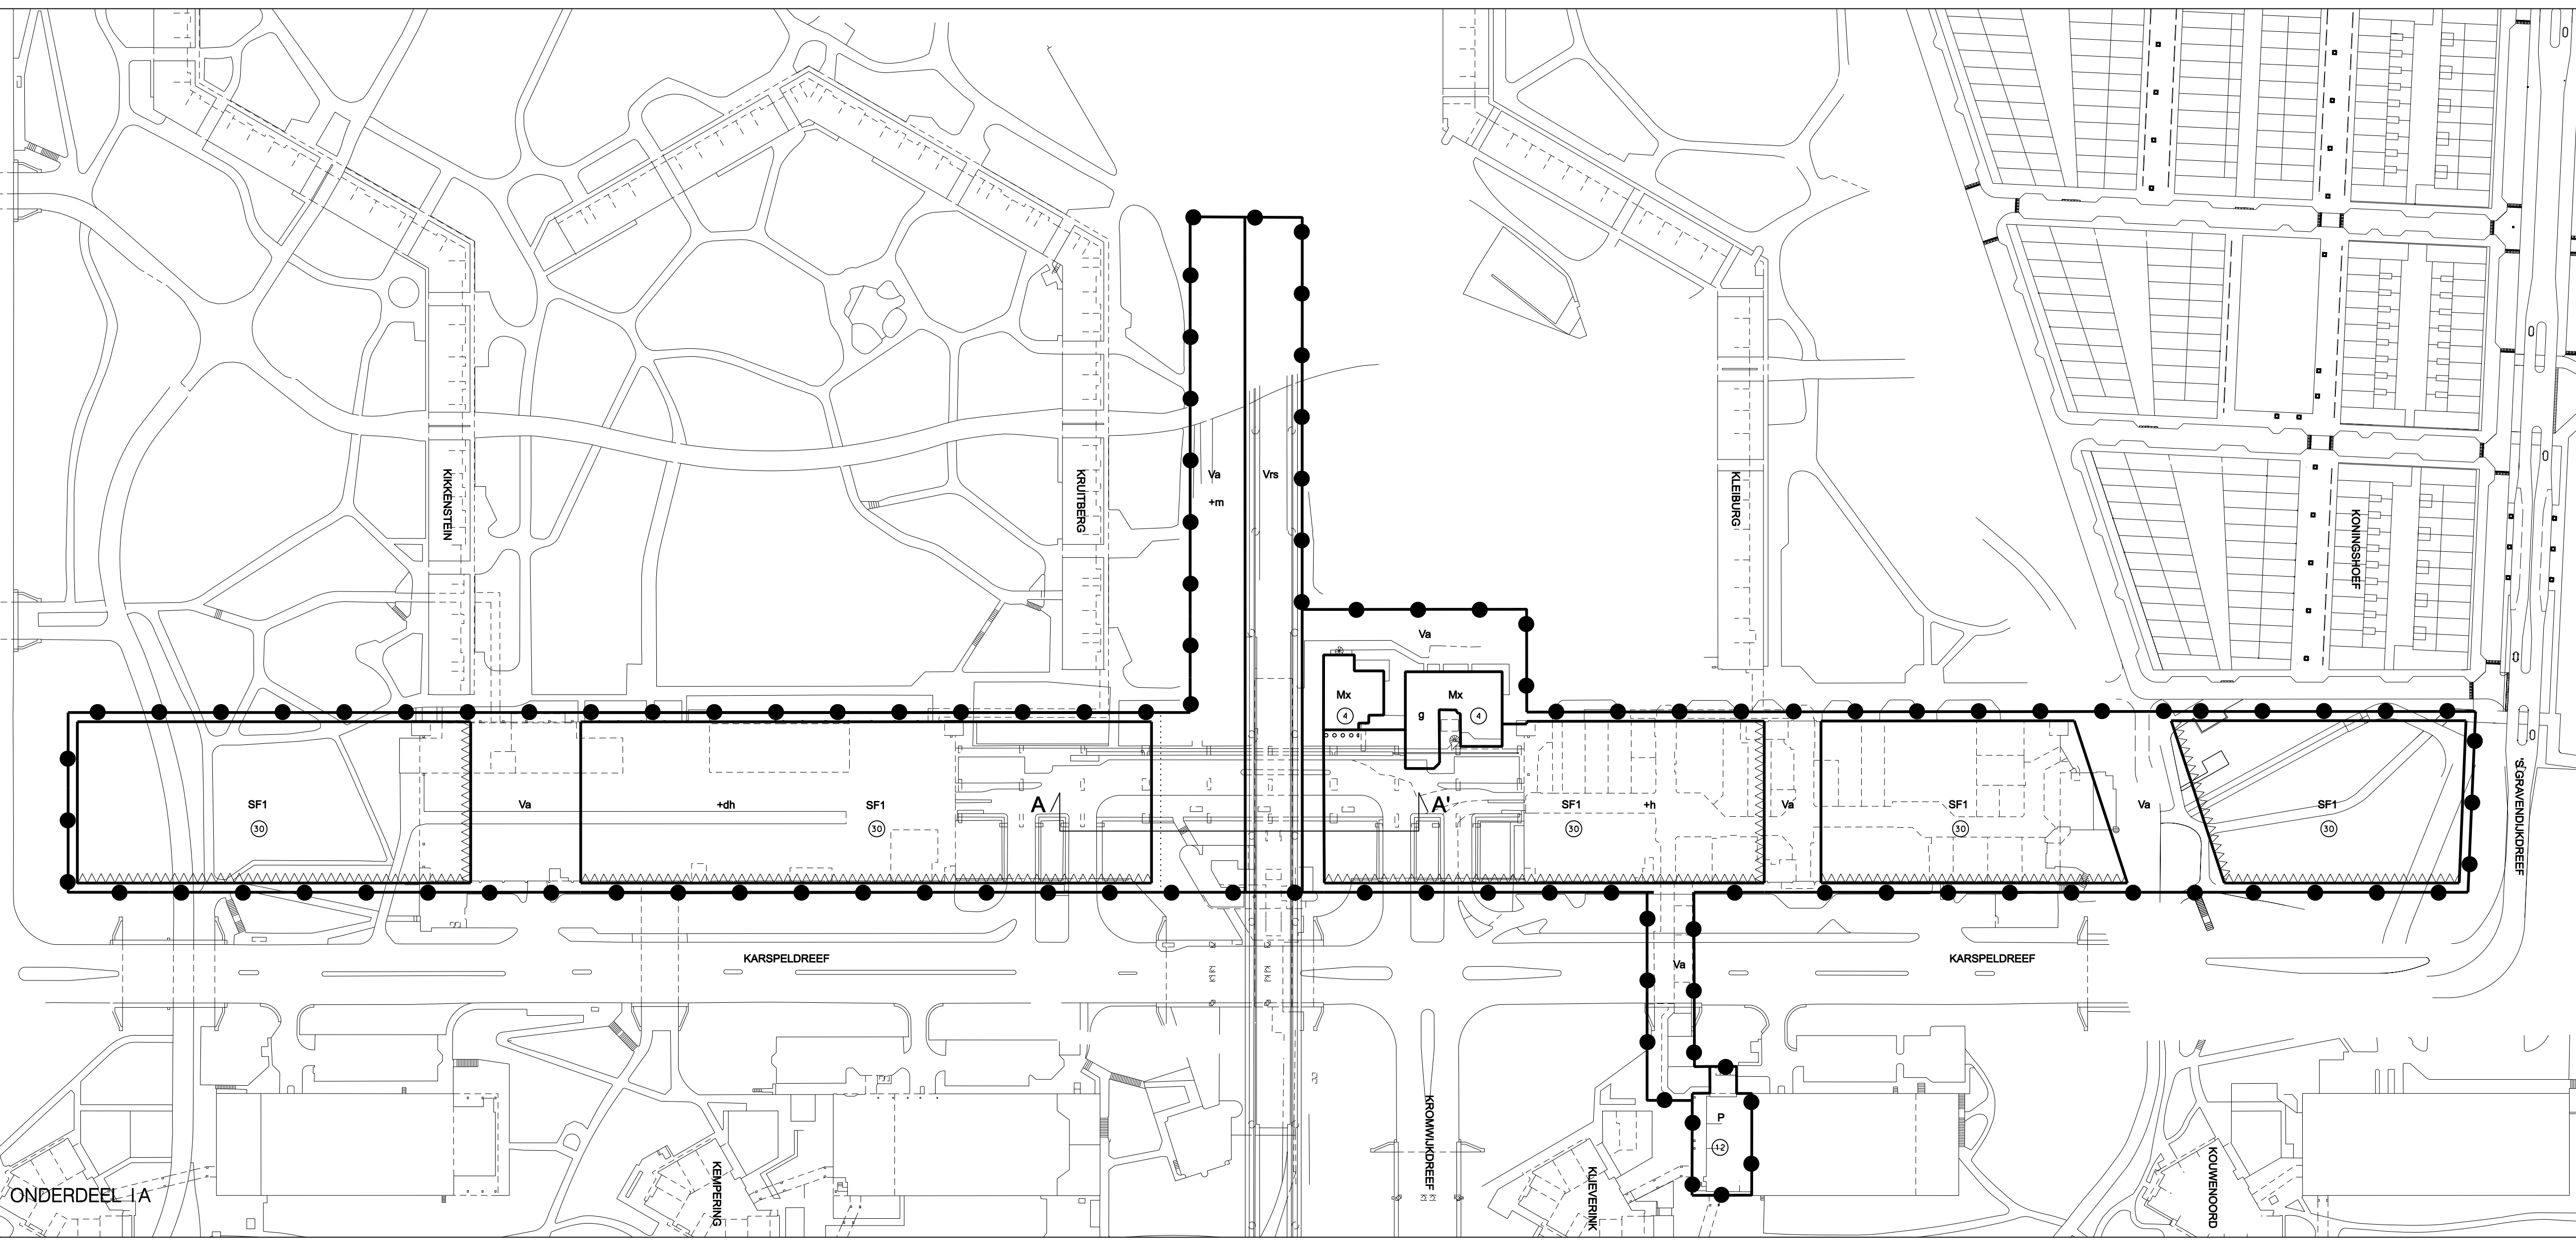 KIKKENSTEIN
KRUITBERG
Va
+m
Vrs
KLEIBURG
KONINGSHOEF
Va
Mx
4
g
Mx
4
SF1
30
Va
+dh
SF1
30
A
A'
SF1
+h
30
Va
SF1
30
Va
SF1
30
'S.GRAVENDIJKDREEF
KARSPELDREEF
Va
KARSPELDREEF
P
12
KROMWIJKDREEF
KEMPERING
KLIEVERINK
KOUWENOORD
ONDERDEEL IA